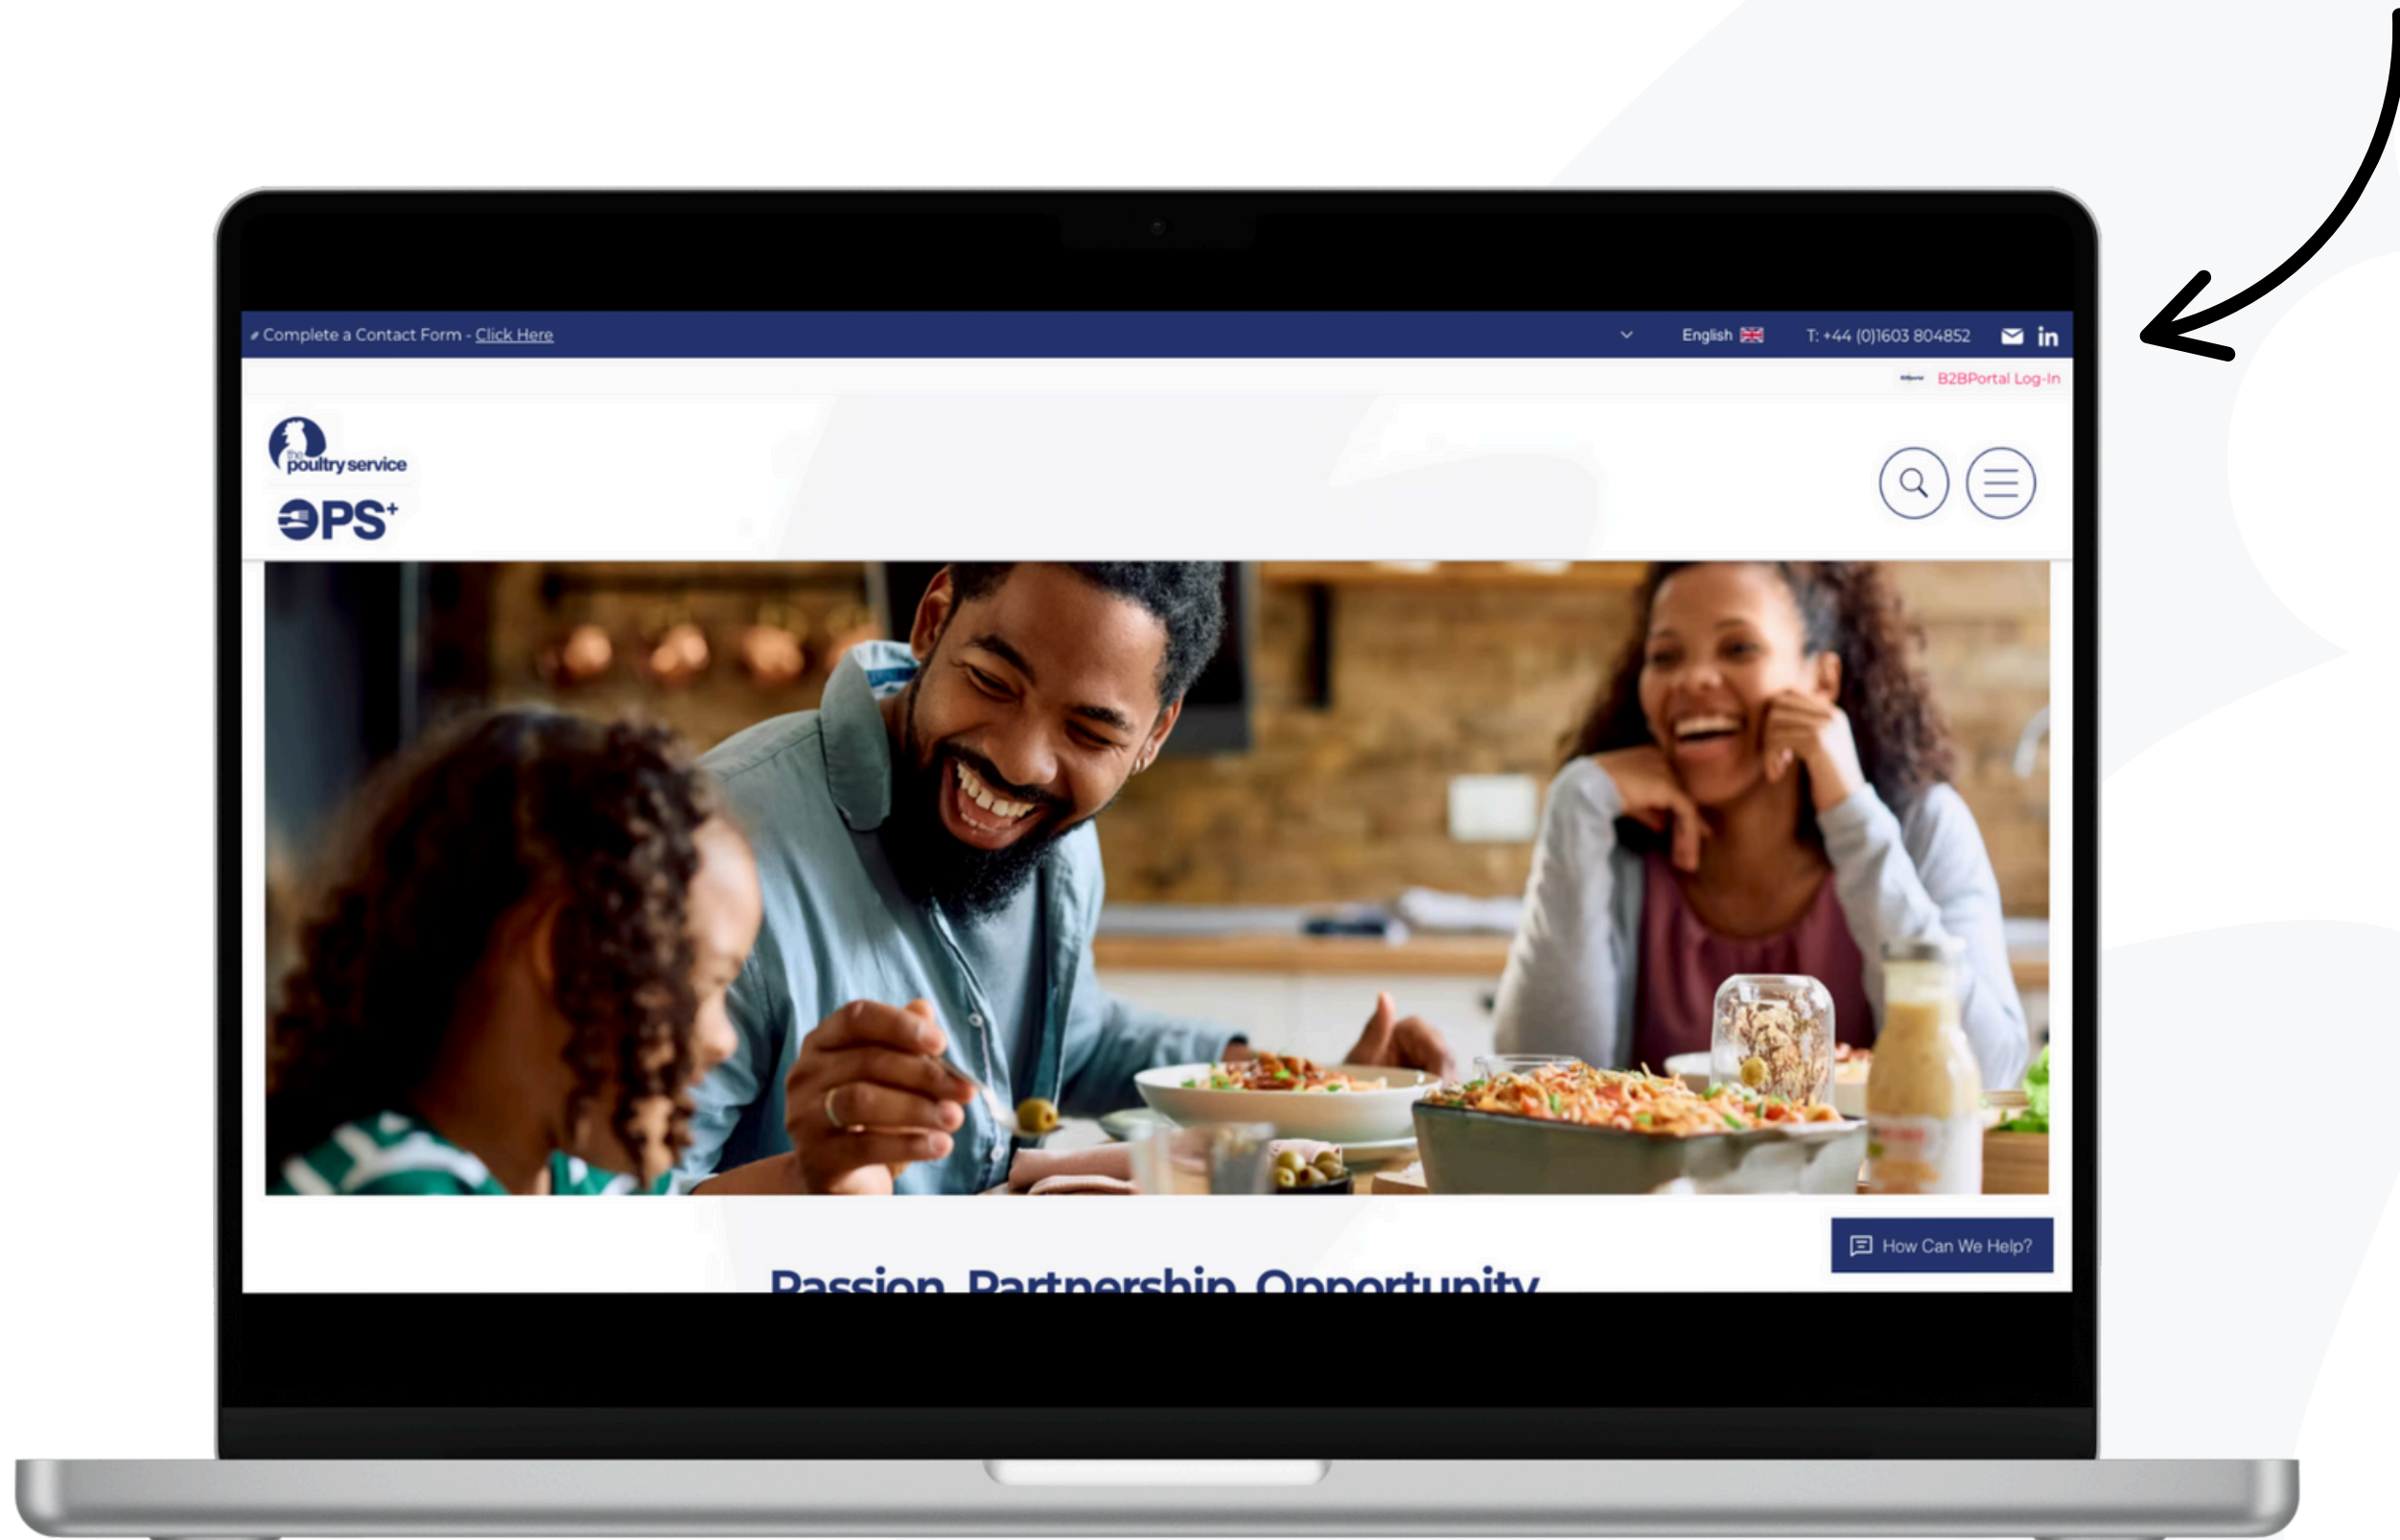 Complete a Contact Form - Click Here
English
T: +44 (0)1603 804852
in
B2BPortal Log-In
the
poultry service
PS+
How Can We Help?
Passion Partnership Opportunity